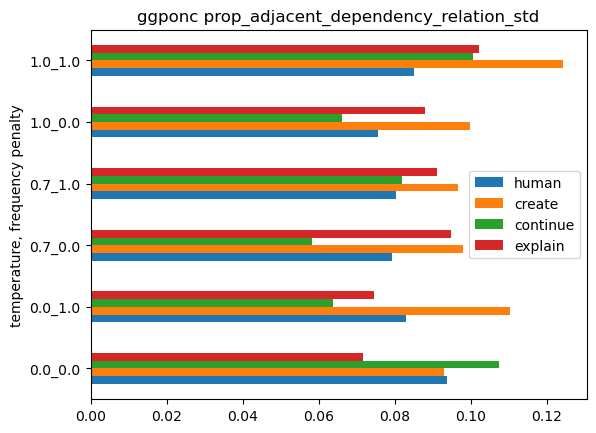 ggponc prop_adjacent_dependency_relation_std
temperature, frequency penalty
1.0_1.0
1.0_0.0
0.7_1.0
0.7_0.0
0.0_1.0
0.0_0.0
human
create
continue
explain
0.00 0.02 0.04 0.06 0.08 0.10 0.12